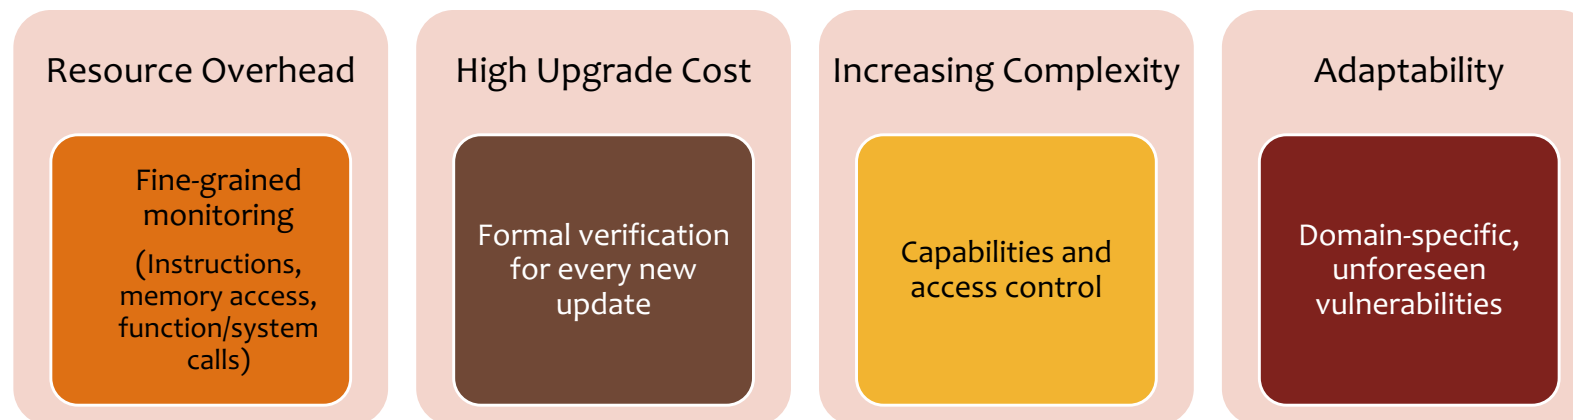 Resource Overhead
Fine-grained
monitoring
(Instructions,
memory access,
function/system
calls)
High Upgrade Cost
Formal verification
for every new
update
Increasing Complexity
Capabilities and
access control
Adaptability
Domain-specific,
unforeseen
vulnerabilities